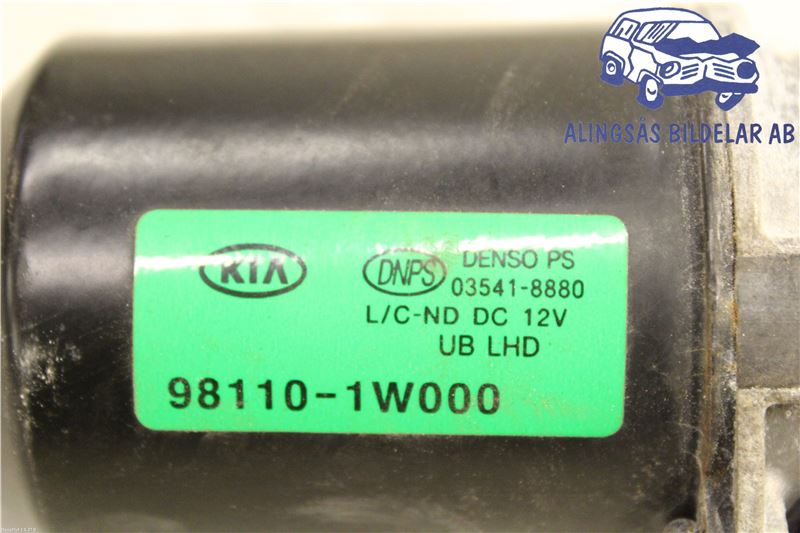 ALINGSÅS BILDELAR AB
KIA
DNPS DENSO PS
03541-8880
L/C-ND DC 12V
UB LHD
98110-1W000